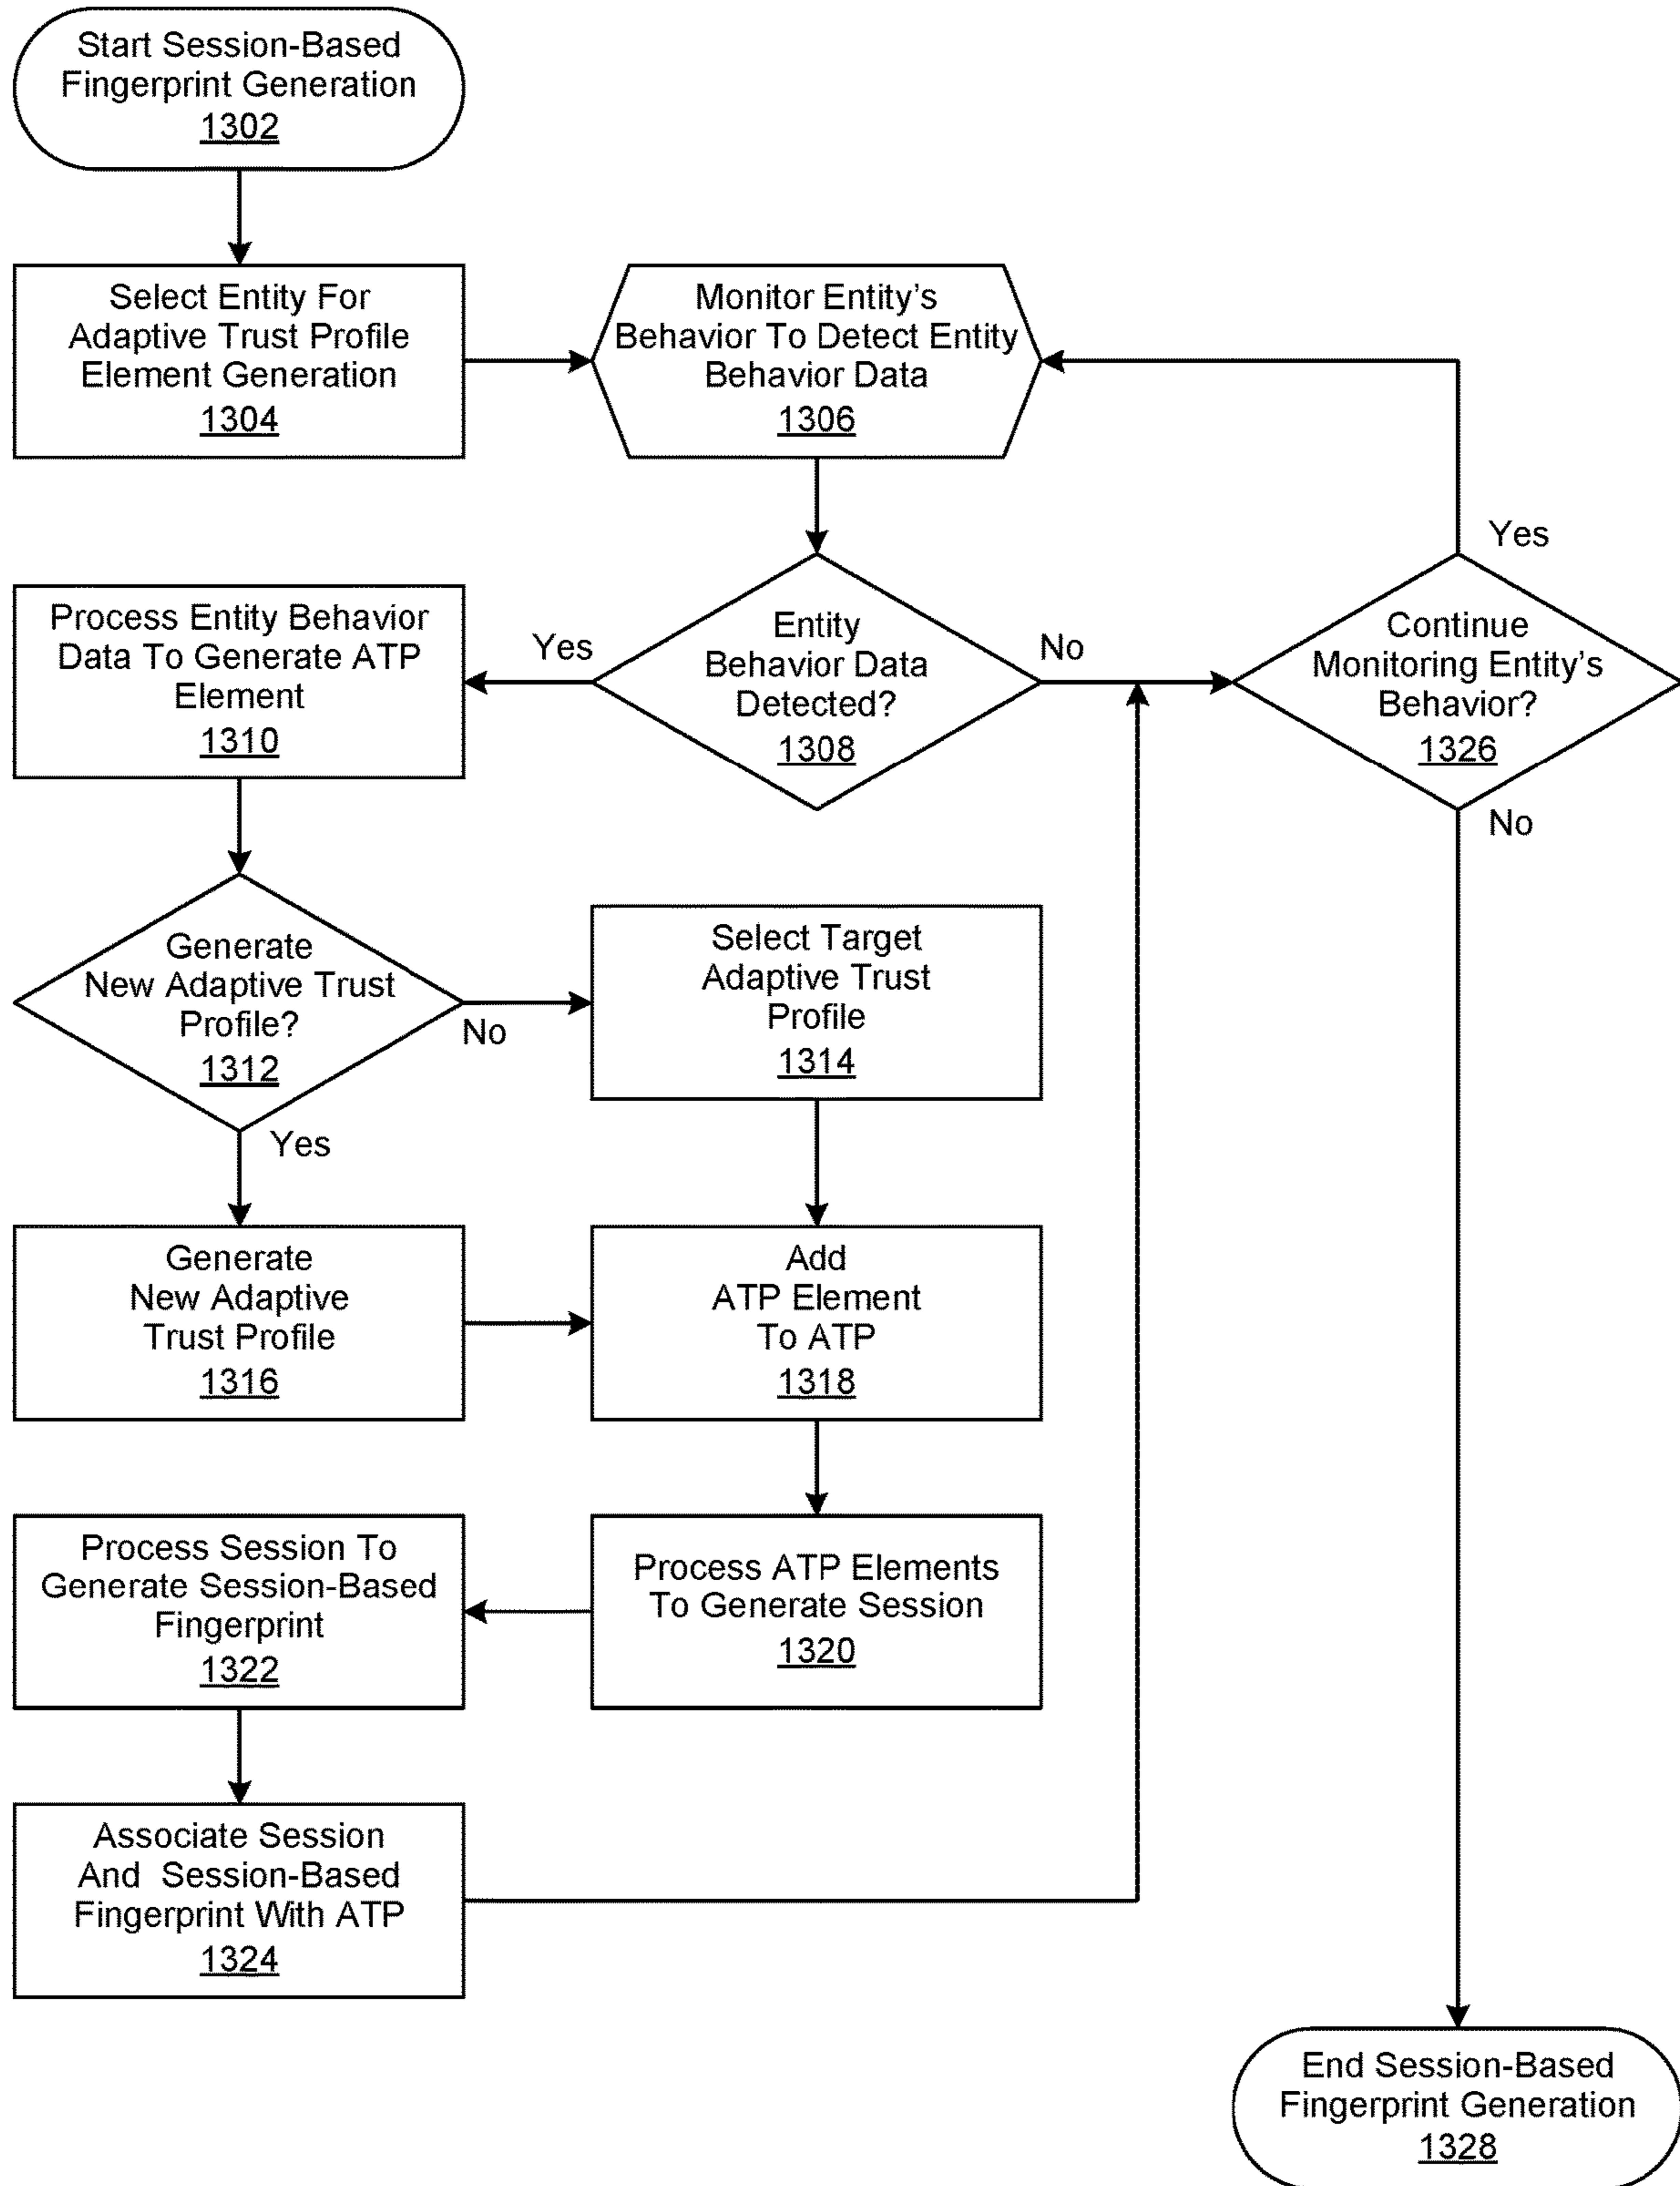 Start Session-Based
Fingerprint Generation
1302
Select Entity For
Adaptive Trust Profile
Element Generation
1304
Monitor Entity's
Behavior To Detect Entity
Behavior Data
1306
Entity
Behavior Data
Detected?
1308
Yes
No
Continue
Monitoring Entity's
Behavior?
1326
Yes
No
Process Entity Behavior
Data To Generate ATP
Element
1310
Generate
New Adaptive Trust
Profile?
1312
No
Yes
Select Target
Adaptive Trust
Profile
1314
Generate
New Adaptive
Trust Profile
1316
Add
ATP Element
To ATP
1318
Process ATP Elements
To Generate Session
1320
Process Session To
Generate Session-Based
Fingerprint
1322
Associate Session
And  Session-Based
Fingerprint With ATP
1324
End Session-Based
Fingerprint Generation
1328